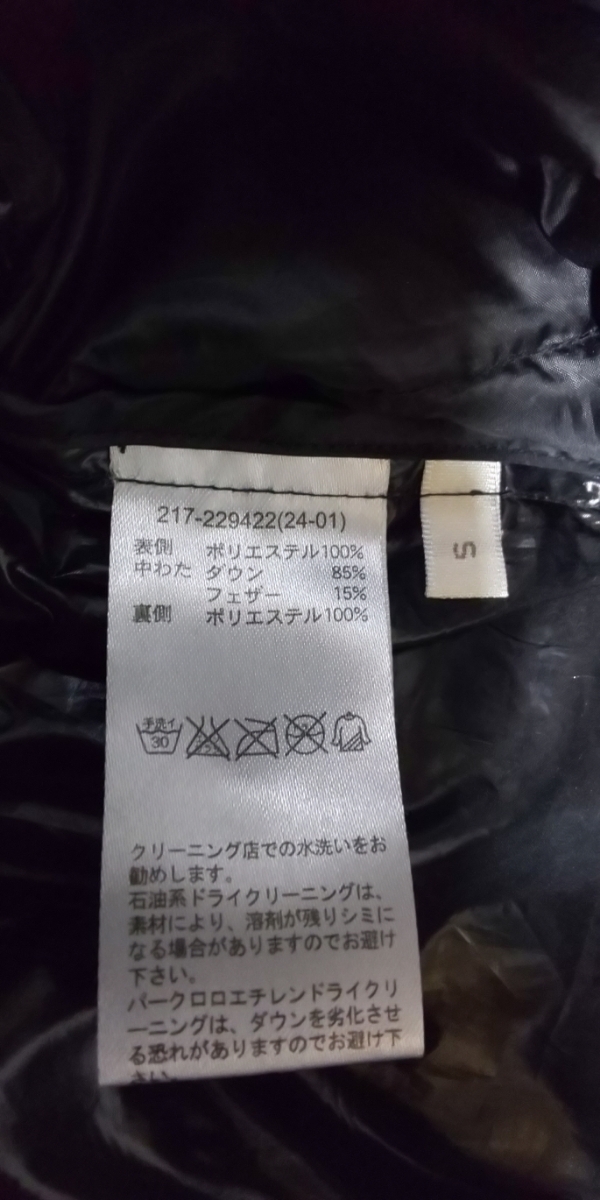 217-229422(24-01)
表側 ポリエステル100%
中わた ダウン 85%
フェザー 15%
裏側 ポリエステル100%
S
手洗イ
30
クリーニング店での水洗いをお
勧めします。
石油系ドライクリーニングは、
素材により、溶剤が残りシミに
なる場合がありますのでお避け
下さい。
パークロロエチレンドライクリ
ーニングは、ダウンを劣化させ
る恐れがありますのでお避け下
さい。